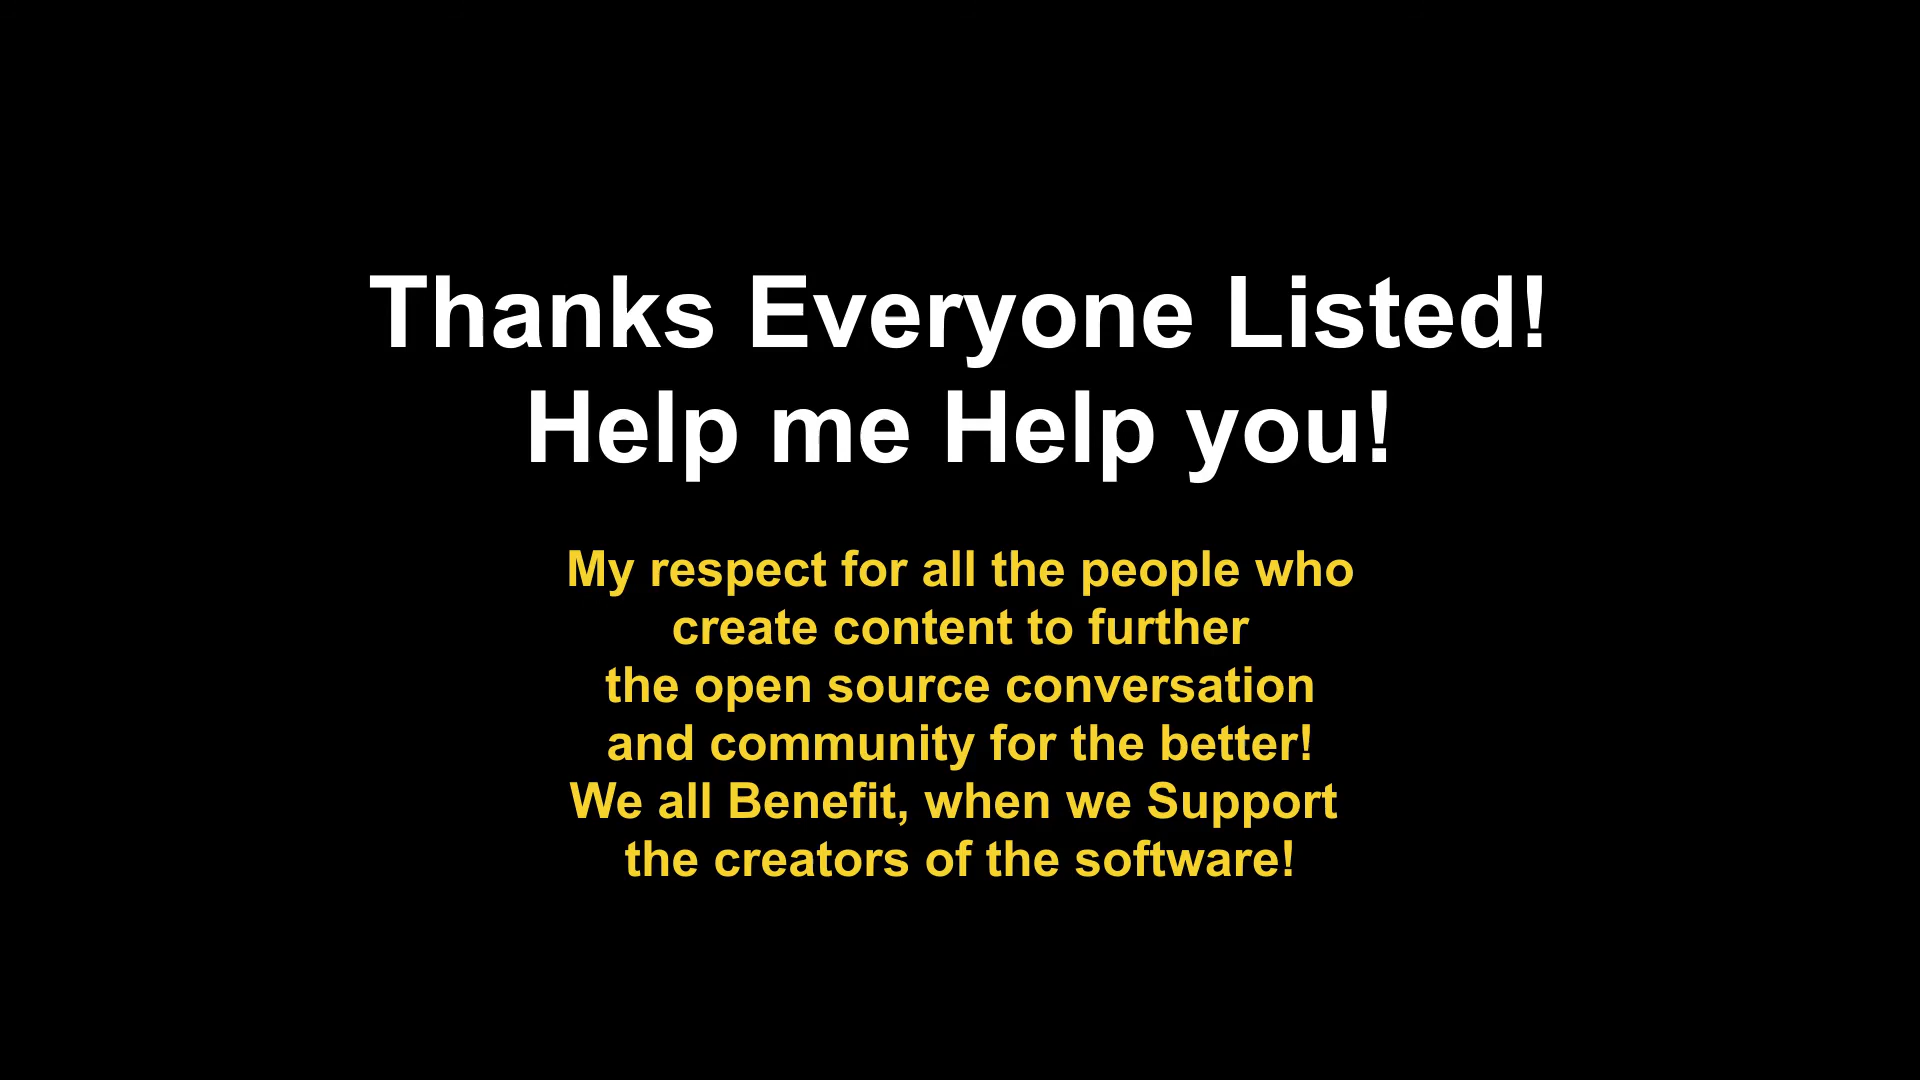 Thanks Everyone Listed!
Help me Help you!
My respect for all the people who
create content to further
the open source conversation
and community for the better!
We all Benefit, when we Support
the creators of the software!